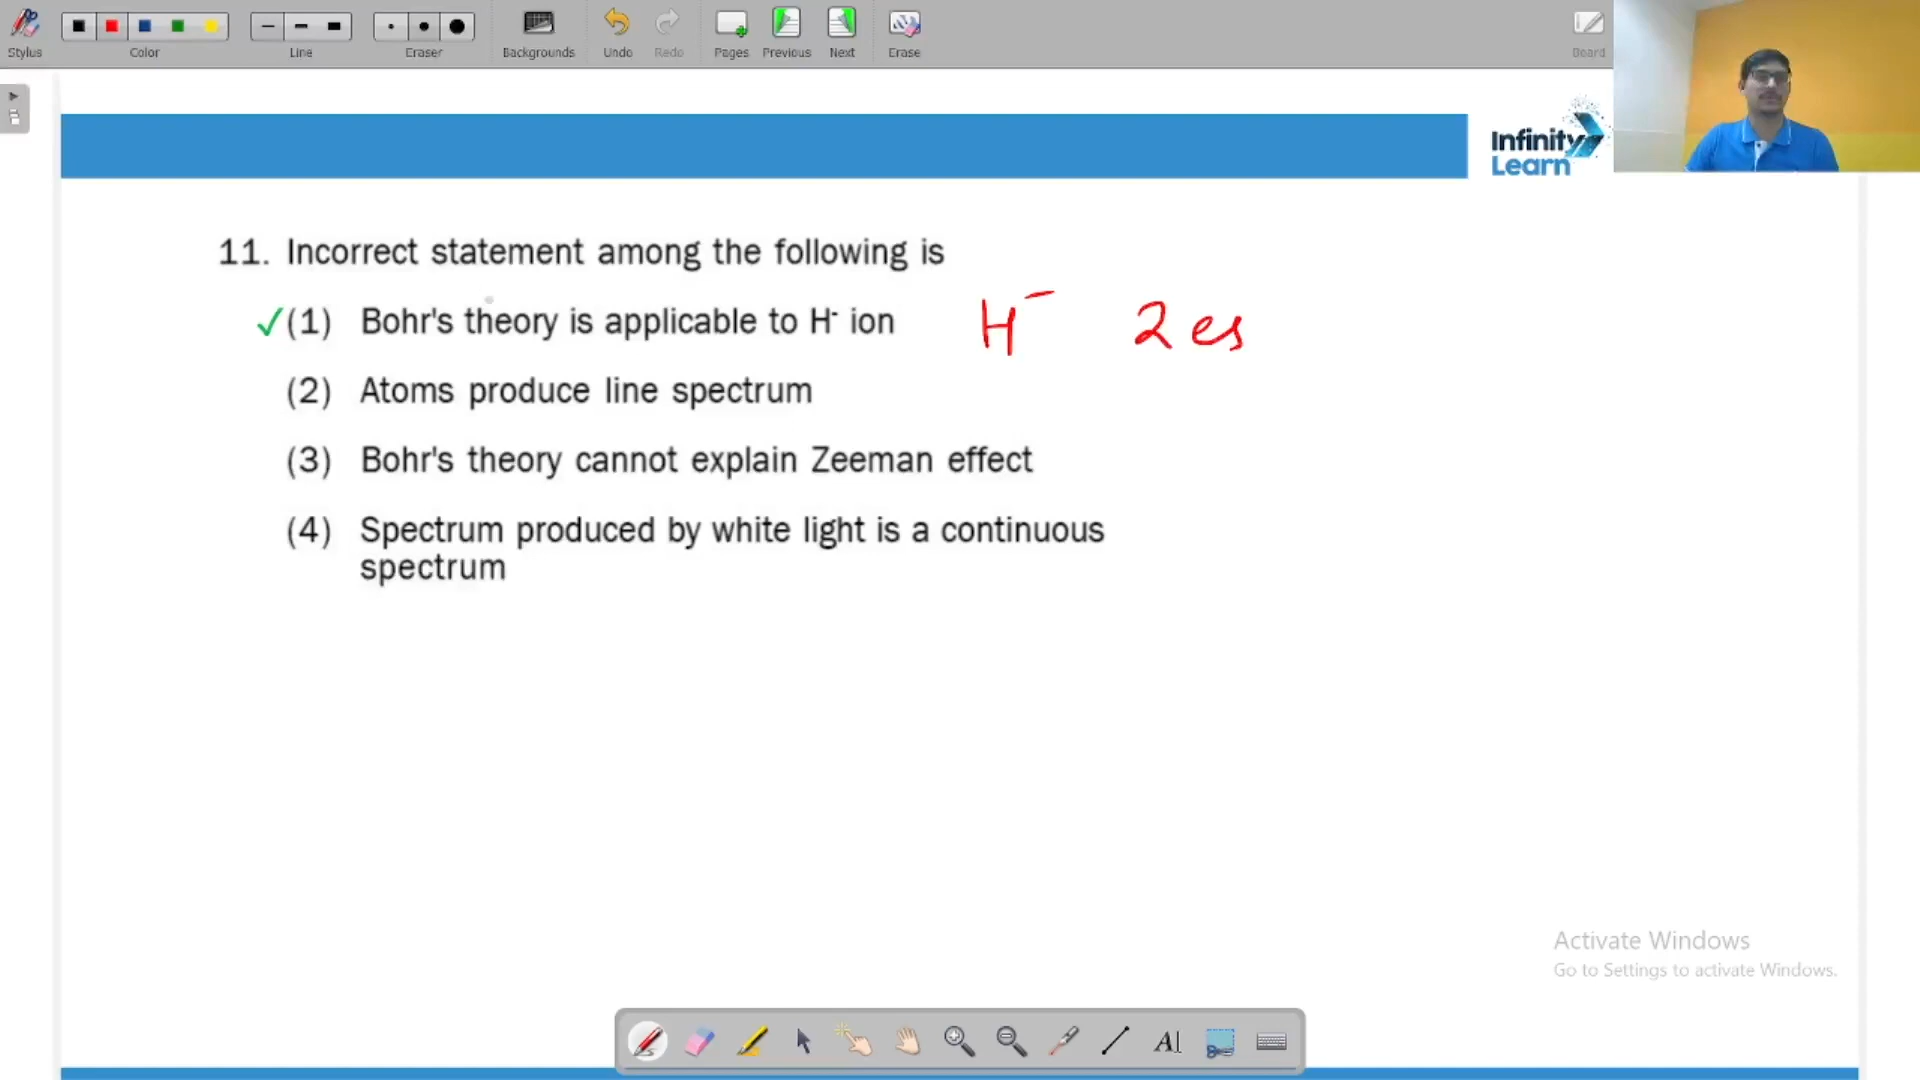 Stylus
Color
Line
Eraser
Backgrounds
Undo
Redo
Pages
Previous
Next
Erase
Board
Infinity
Learn
11. Incorrect statement among the following is
✓(1) Bohr's theory is applicable to H⁻ ion H⁻ 2es
(2) Atoms produce line spectrum
(3) Bohr's theory cannot explain Zeeman effect
(4) Spectrum produced by white light is a continuous
spectrum
Activate Windows
Go to Settings to activate Windows.
AI